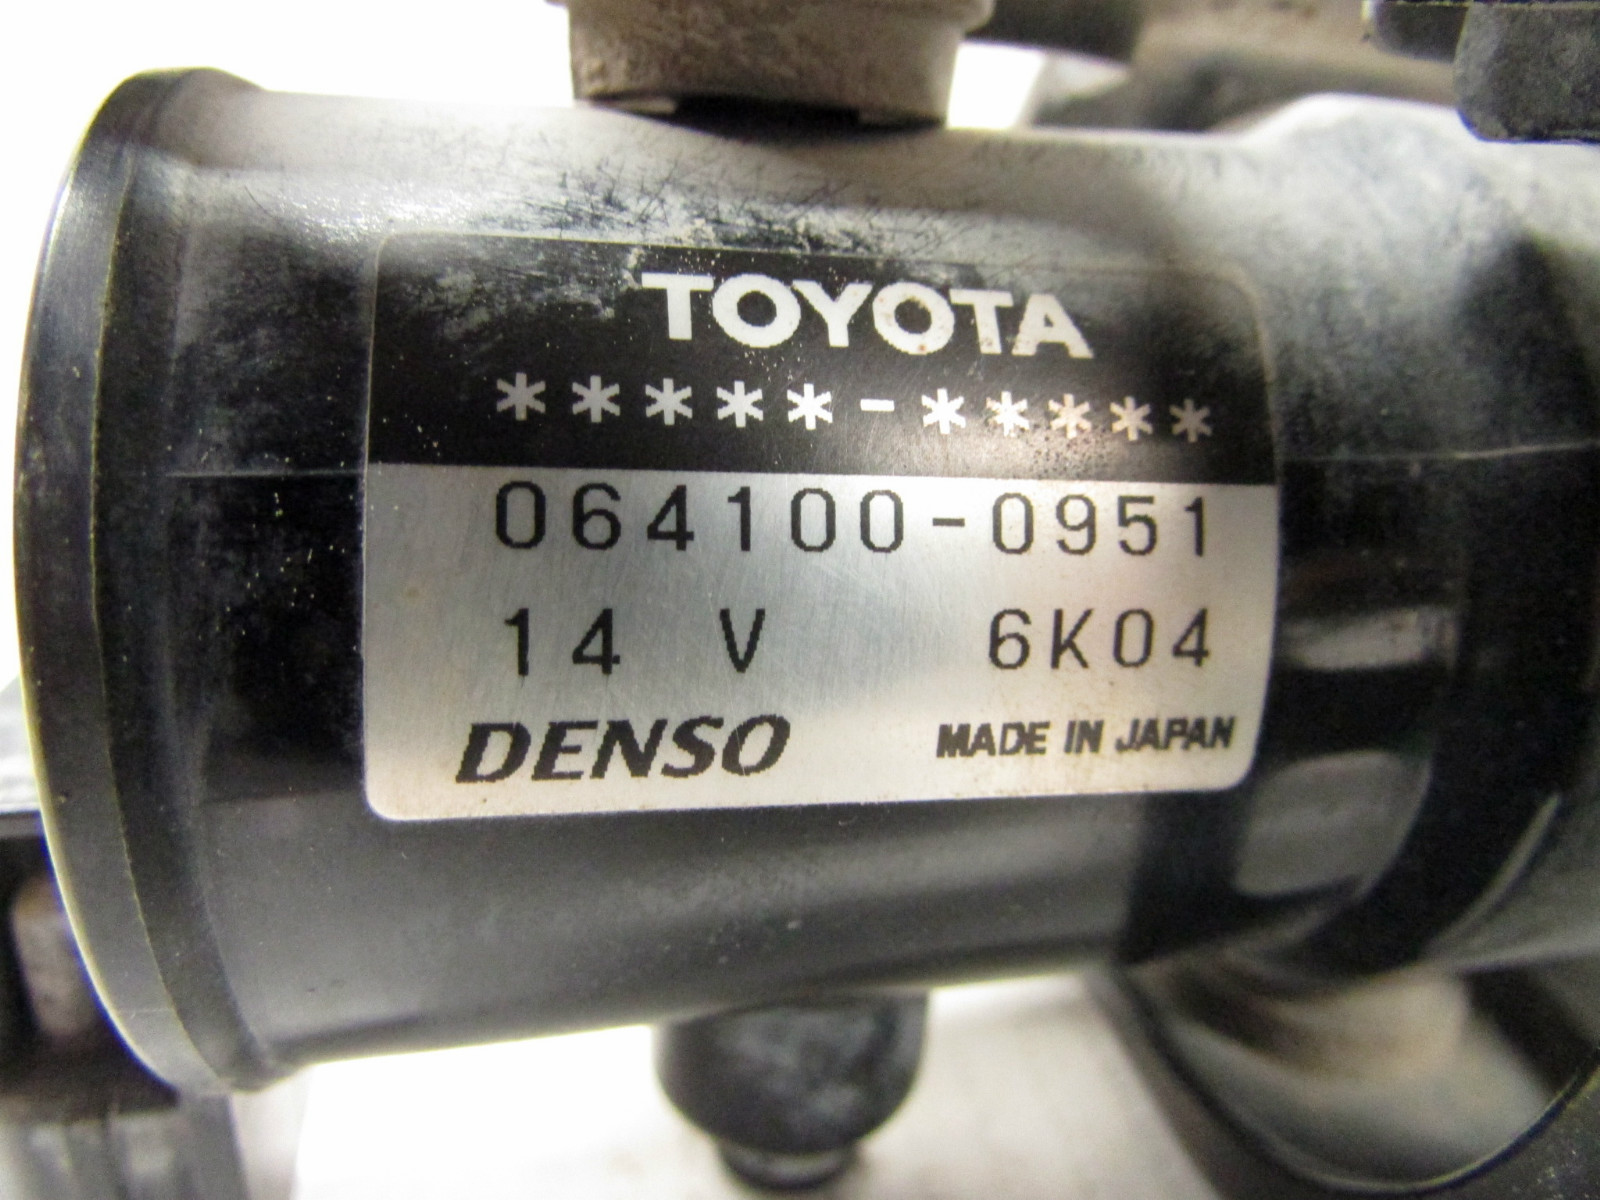 TOYOTA
*****-*****
064100-0951
14 V 6K04
DENSO MADE IN JAPAN